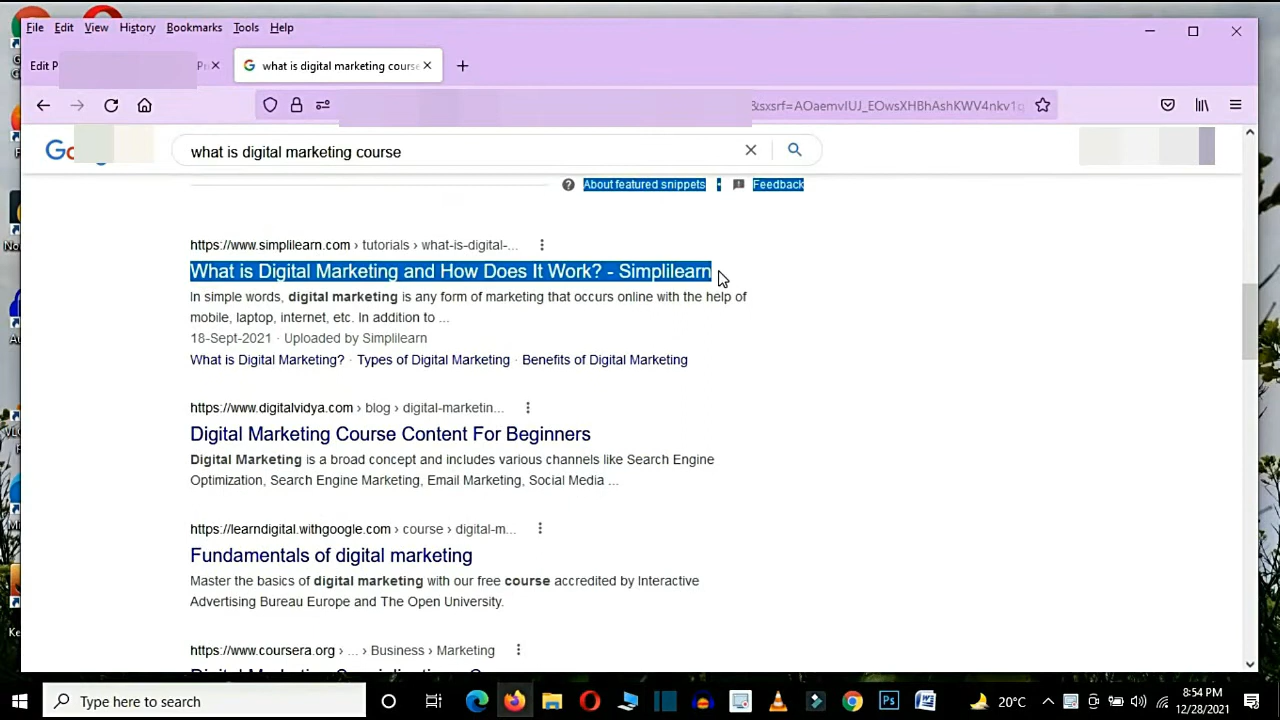 File Edit View History Bookmarks Tools Help
Edit P
what is digital marketing course
&sxsrf=AOaemvIUJ_EOwsXHBhAshKWV4nkv1
what is digital marketing course
About featured snippets • Feedback
https://www.simplilearn.com › tutorials › what-is-digital-...
What is Digital Marketing and How Does It Work? - Simplilearn
In simple words, digital marketing is any form of marketing that occurs online with the help of
mobile, laptop, internet, etc. In addition to ...
18-Sept-2021 · Uploaded by Simplilearn
What is Digital Marketing? · Types of Digital Marketing · Benefits of Digital Marketing
https://www.digitalvidya.com › blog › digital-marketin...
Digital Marketing Course Content For Beginners
Digital Marketing is a broad concept and includes various channels like Search Engine
Optimization, Search Engine Marketing, Email Marketing, Social Media ...
https://learndigital.withgoogle.com › course › digital-m...
Fundamentals of digital marketing
Master the basics of digital marketing with our free course accredited by Interactive
Advertising Bureau Europe and The Open University.
https://www.coursera.org › ... › Business › Marketing
Type here to search
20°C
8:54 PM
12/28/2021